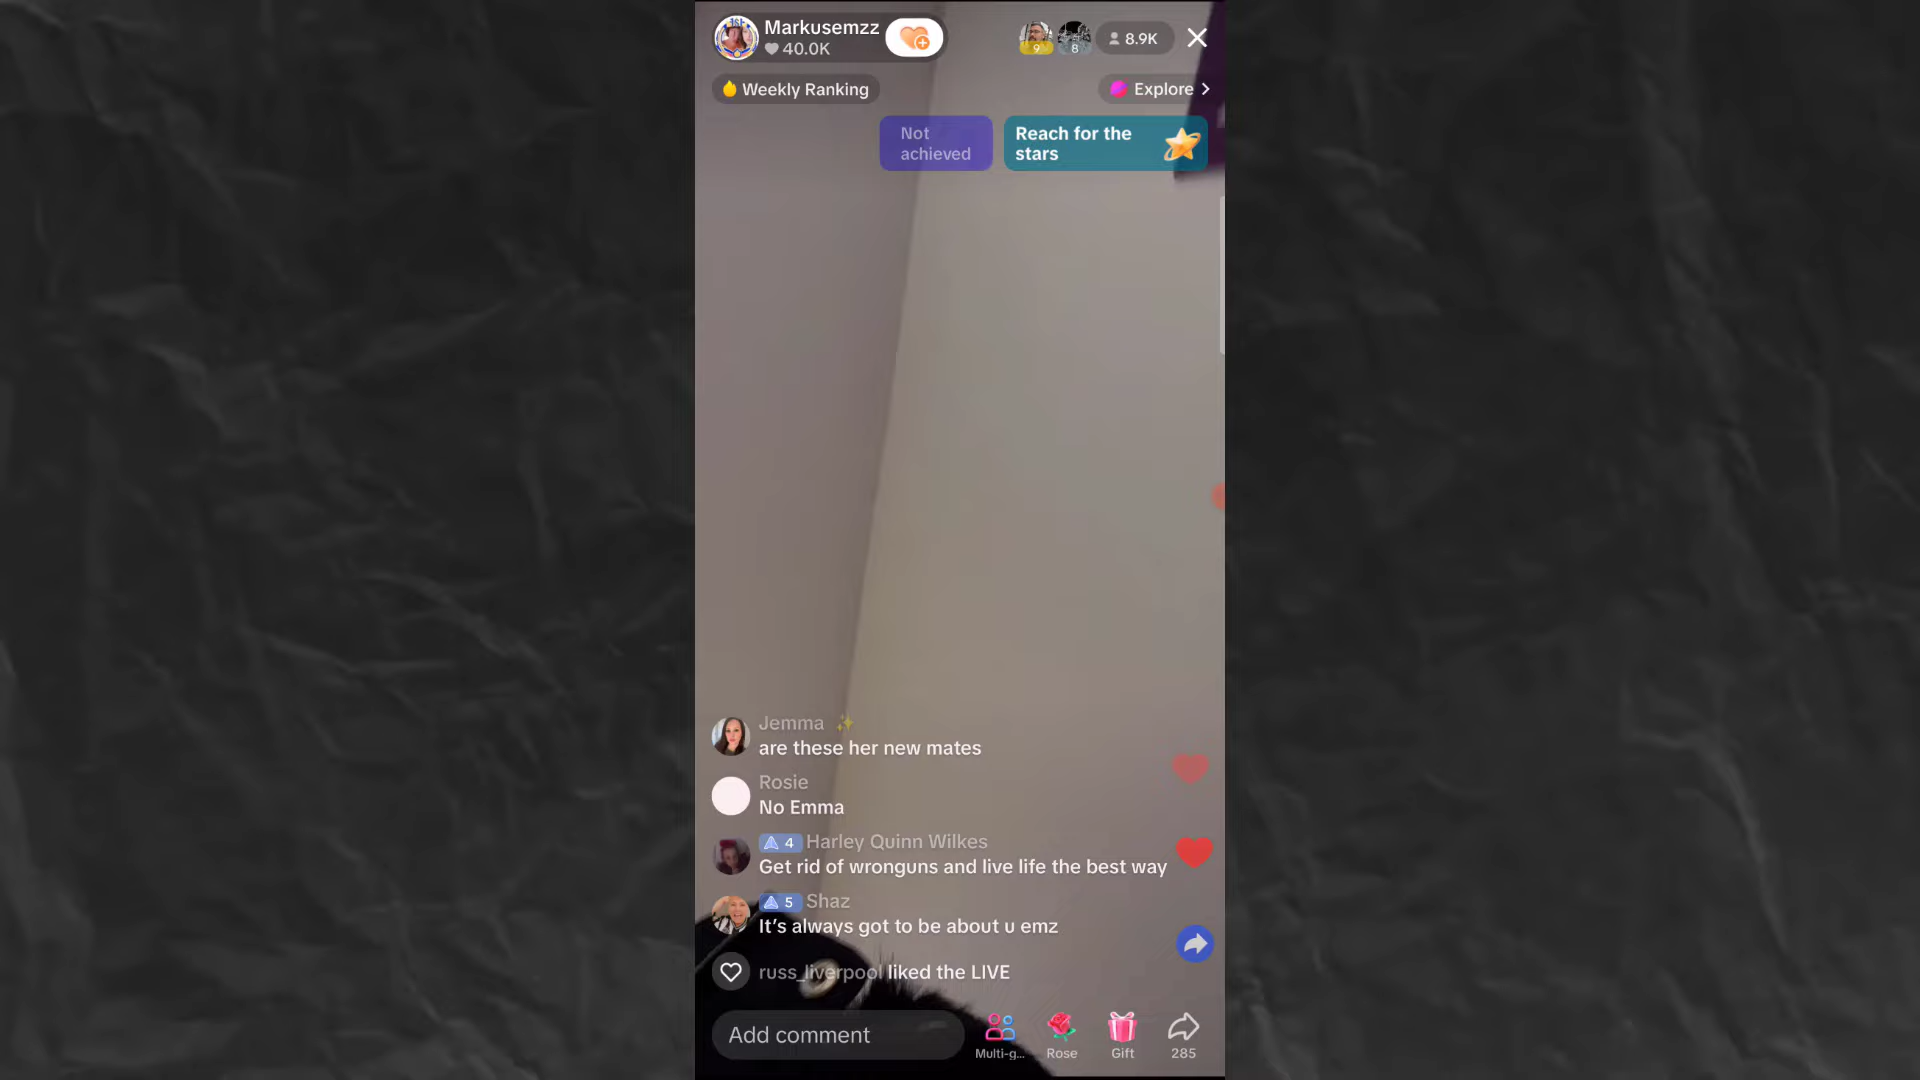 Markusemzz
40.0K
9
8
8.9K
Weekly Ranking
Explore
Not
achieved
Reach for the
stars
Jemma
are these her new mates
Rosie
No Emma
4 Harley Quinn Wilkes
Get rid of wronguns and live life the best way
5 Shaz
It's always got to be about u emz
russ_liverpool liked the LIVE
Add comment
Multi-g...
Rose
Gift
285